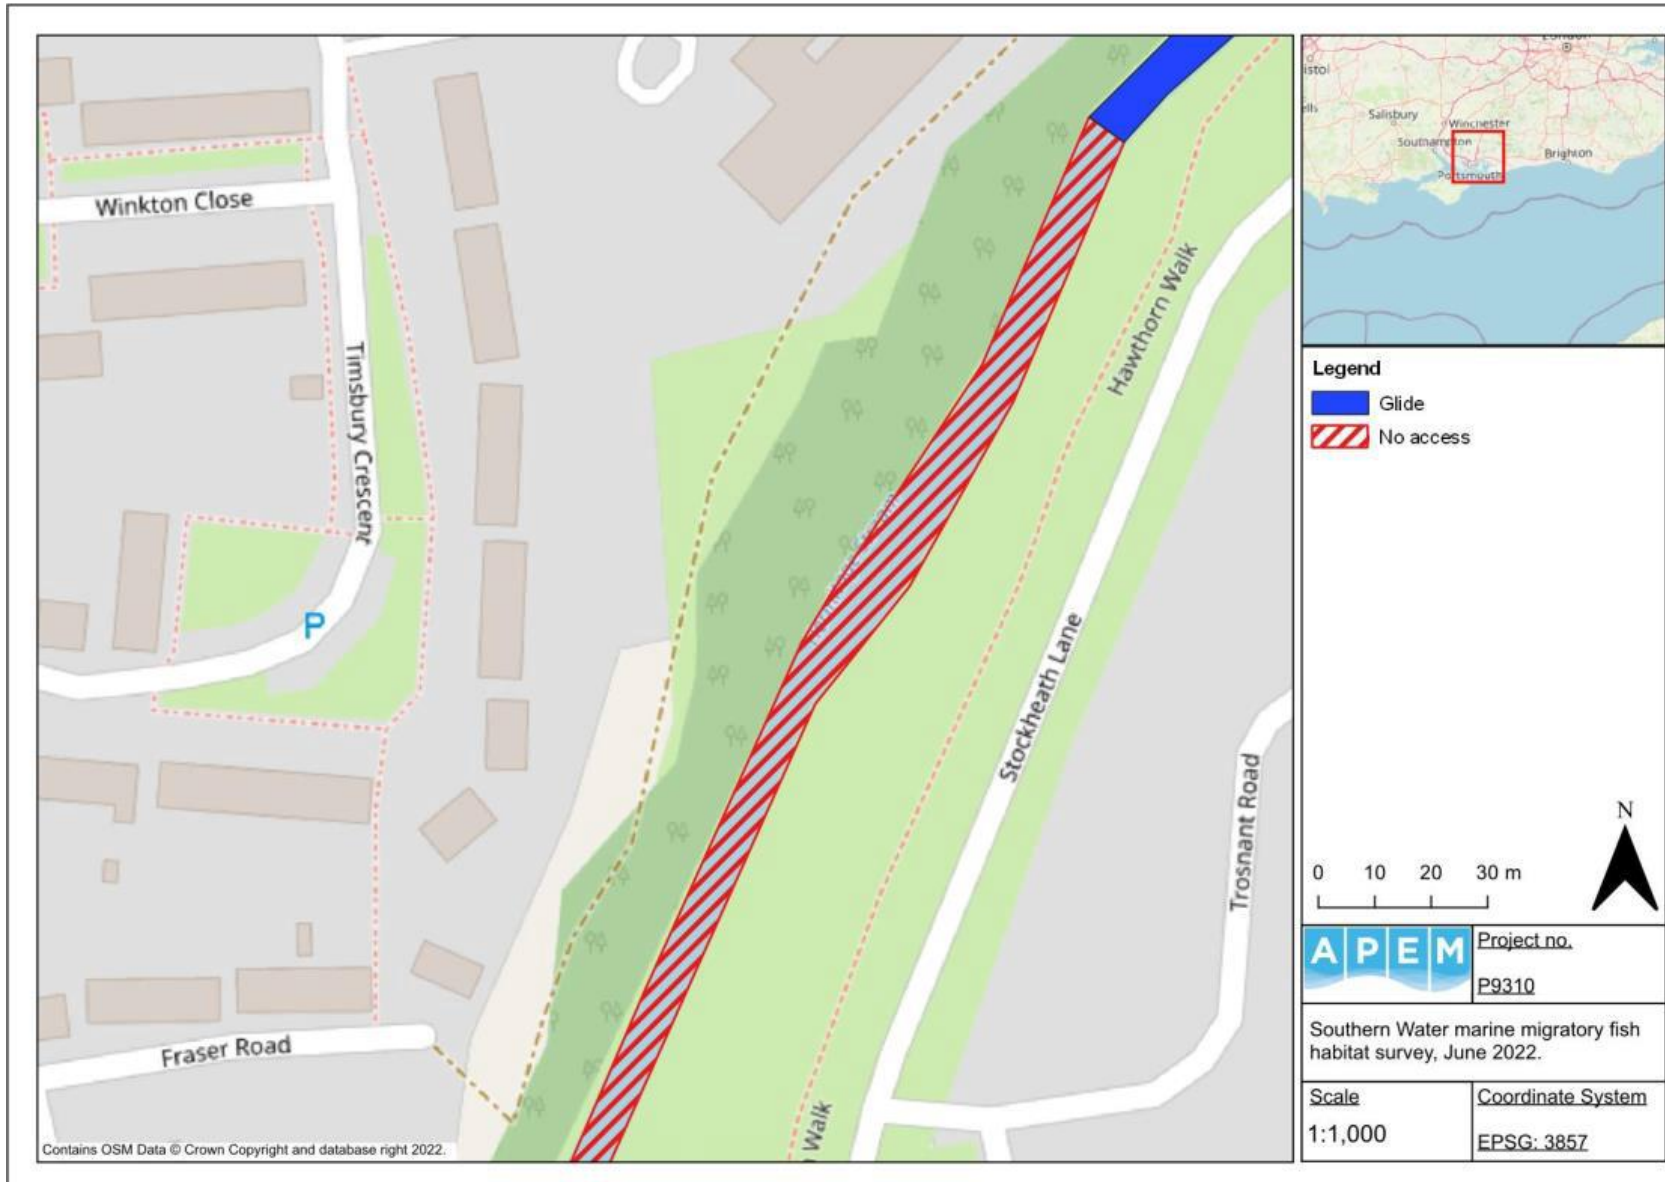 Winkton Close
Timsbury Crescent
P
Fraser Road
Hawthorn Walk
Stockheath Lane
Trosnant Road
Walk
Contains OSM Data © Crown Copyright and database right 2022.
London
Salisbury
Winchester
Southampton
Brighton
Portsmouth
Legend
Glide
No access
N
0 10 20 30 m
APEM
Project no.
P9310
Southern Water marine migratory fish
habitat survey, June 2022.
Scale
1:1,000
Coordinate System
EPSG: 3857